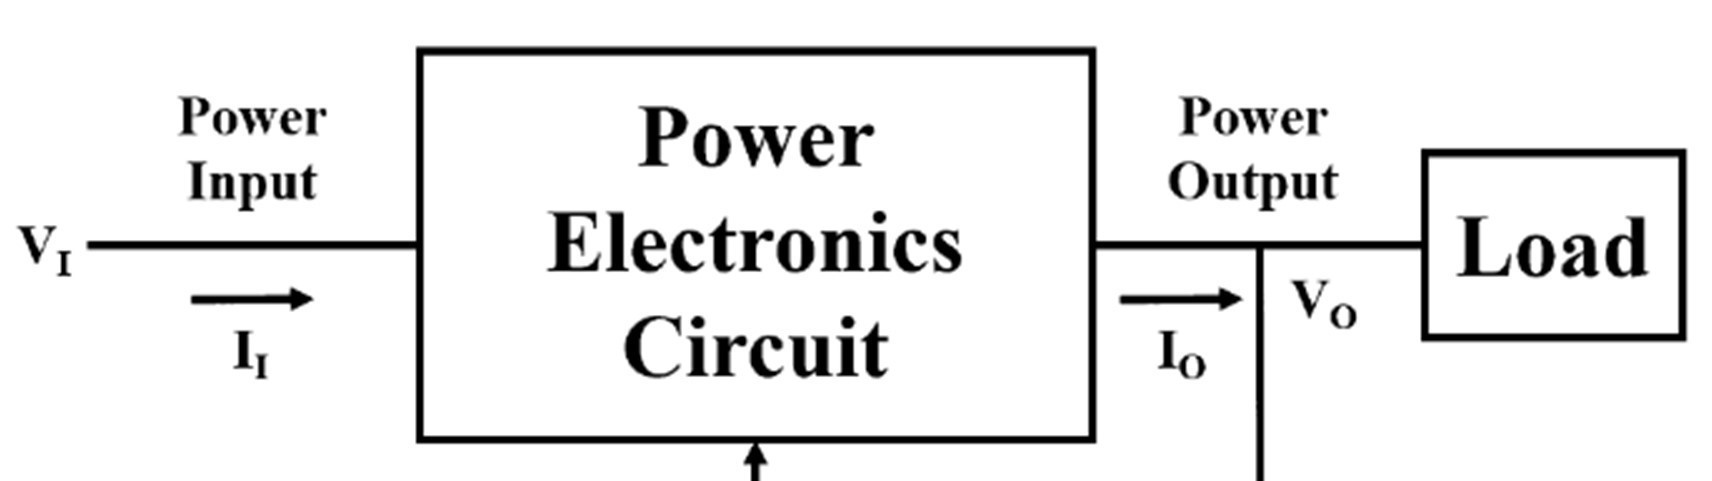 Power
Input
V_I
I_I
Power
Electronics
Circuit
Power
Output
I_O
V_O
Load